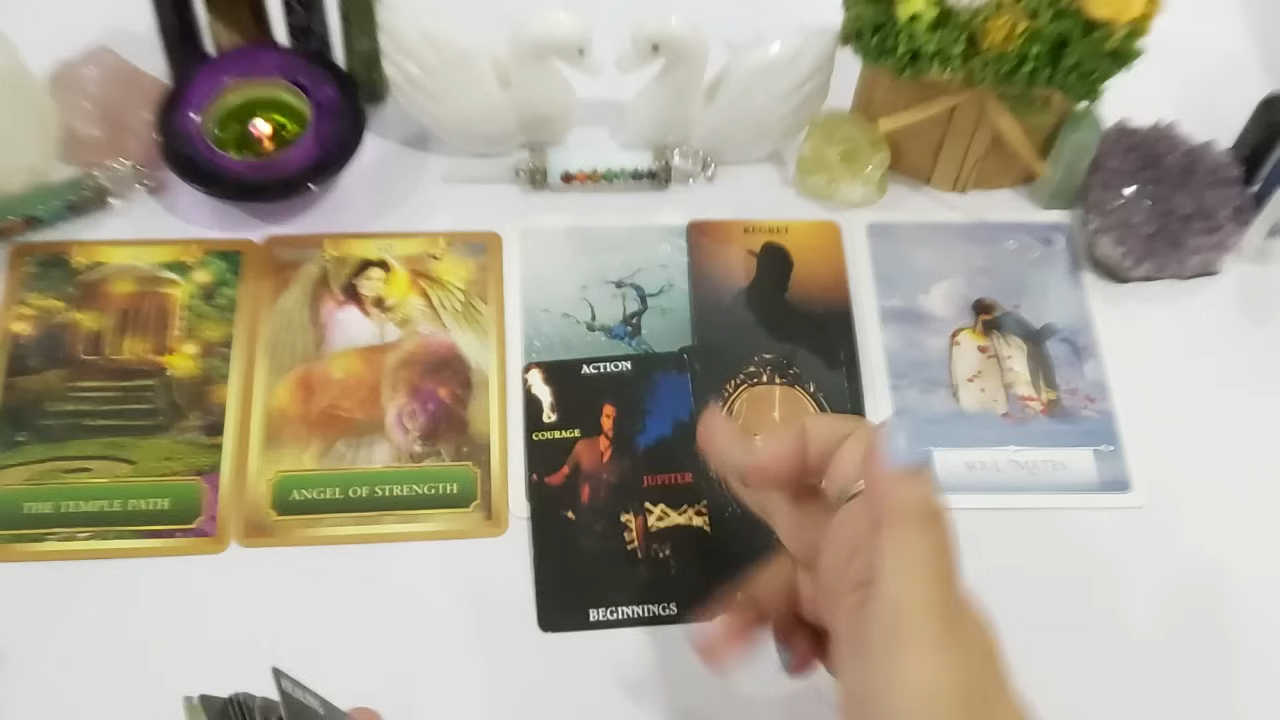 REGRET
ACTION
COURAGE
JUPITER
SOUL MATES
ANGEL OF STRENGTH
THE TEMPLE PATH
BEGINNINGS